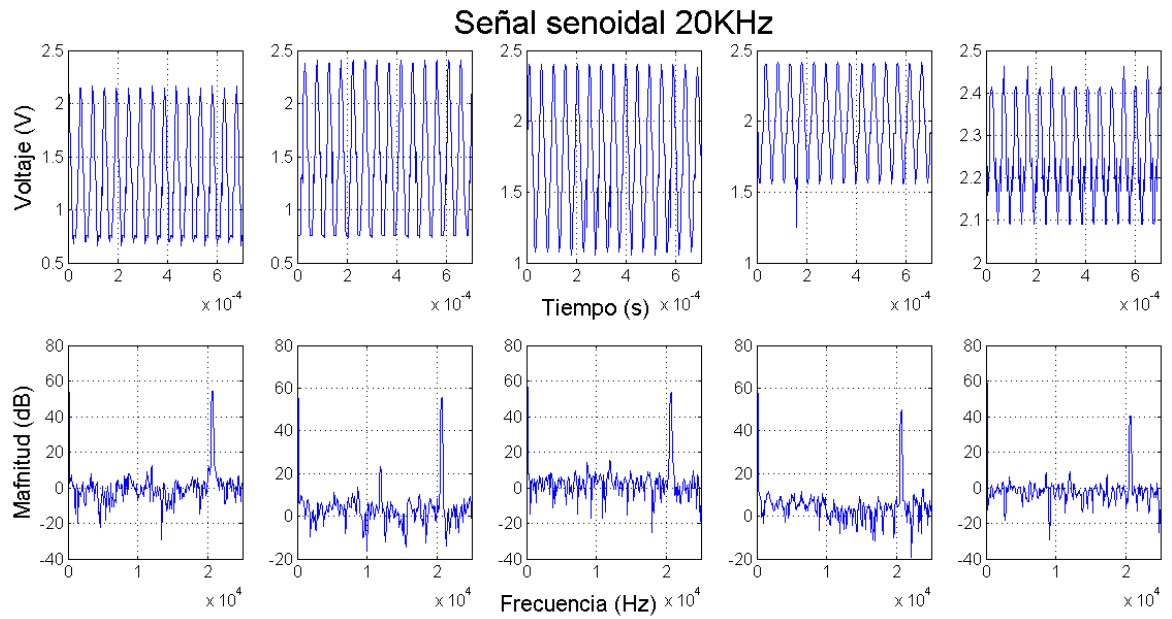 Señal senoidal 20KHz
Voltaje (V)
2.5
2
1.5
1
0.5
0 2 4 6
x 10-4
2.5
2
1.5
1
0.5
0 2 4 6
x 10-4
2.5
2
1.5
1
0 2 4 6
x 10-4
2.5
2
1.5
1
0 2 4 6
x 10-4
2.5
2.4
2.3
2.2
2.1
2
0 2 4 6
x 10-4
Tiempo (s)
Mafnitud (dB)
80
60
40
20
0
-20
-40
0 1 2
x 10 4
80
60
40
20
0
-20
0 1 2
x 10 4
80
60
40
20
0
-20
-40
0 1 2
x 10 4
80
60
40
20
0
-20
0 1 2
x 10 4
80
60
40
20
0
-20
-40
0 1 2
x 10 4
Frecuencia (Hz)